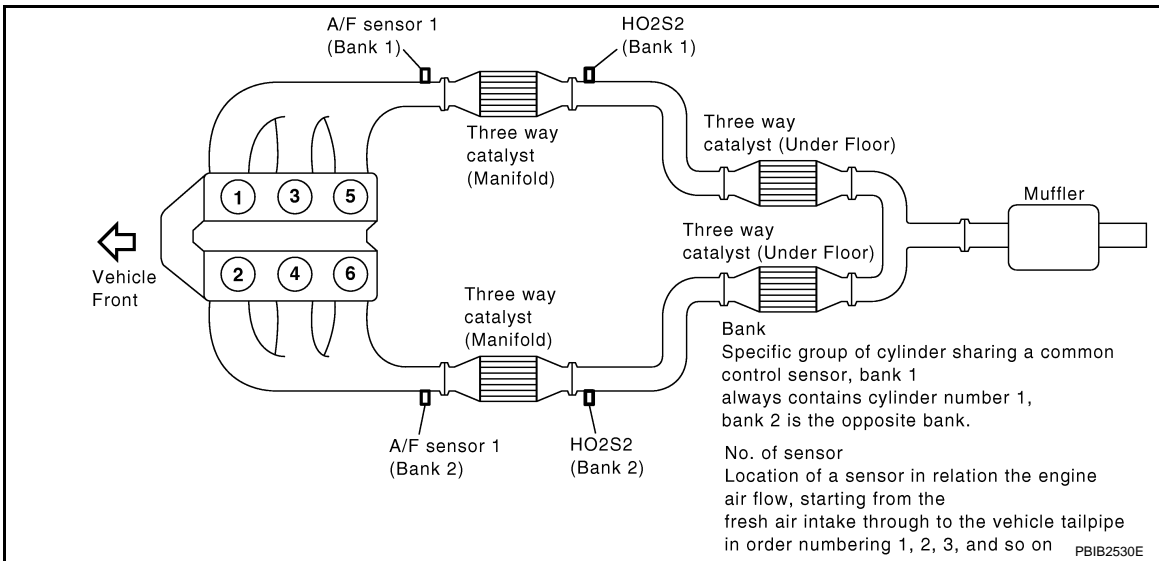 A/F sensor 1
(Bank 1)
HO2S2
(Bank 1)
Three way
catalyst
(Manifold)
Three way
catalyst (Under Floor)
Muffler
1
3
5
Vehicle
Front
2
4
6
Three way
catalyst (Under Floor)
Three way
catalyst
(Manifold)
A/F sensor 1
(Bank 2)
HO2S2
(Bank 2)
Bank
Specific group of cylinder sharing a common
control sensor, bank 1
always contains cylinder number 1,
bank 2 is the opposite bank.
No. of sensor
Location of a sensor in relation the engine
air flow, starting from the
fresh air intake through to the vehicle tailpipe
in order numbering 1, 2, 3, and so on
PBIB2530E